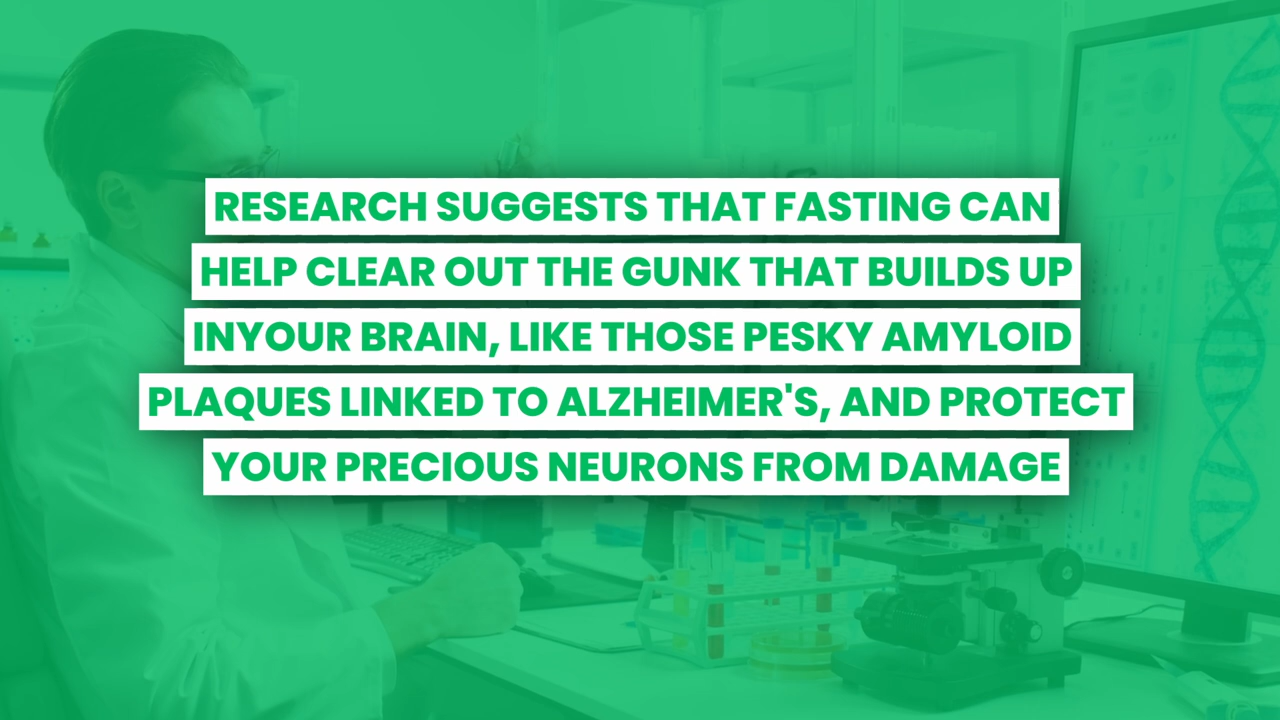 RESEARCH SUGGESTS THAT FASTING CAN
HELP CLEAR OUT THE GUNK THAT BUILDS UP
INYOUR BRAIN, LIKE THOSE PESKY AMYLOID
PLAQUES LINKED TO ALZHEIMER'S, AND PROTECT
YOUR PRECIOUS NEURONS FROM DAMAGE